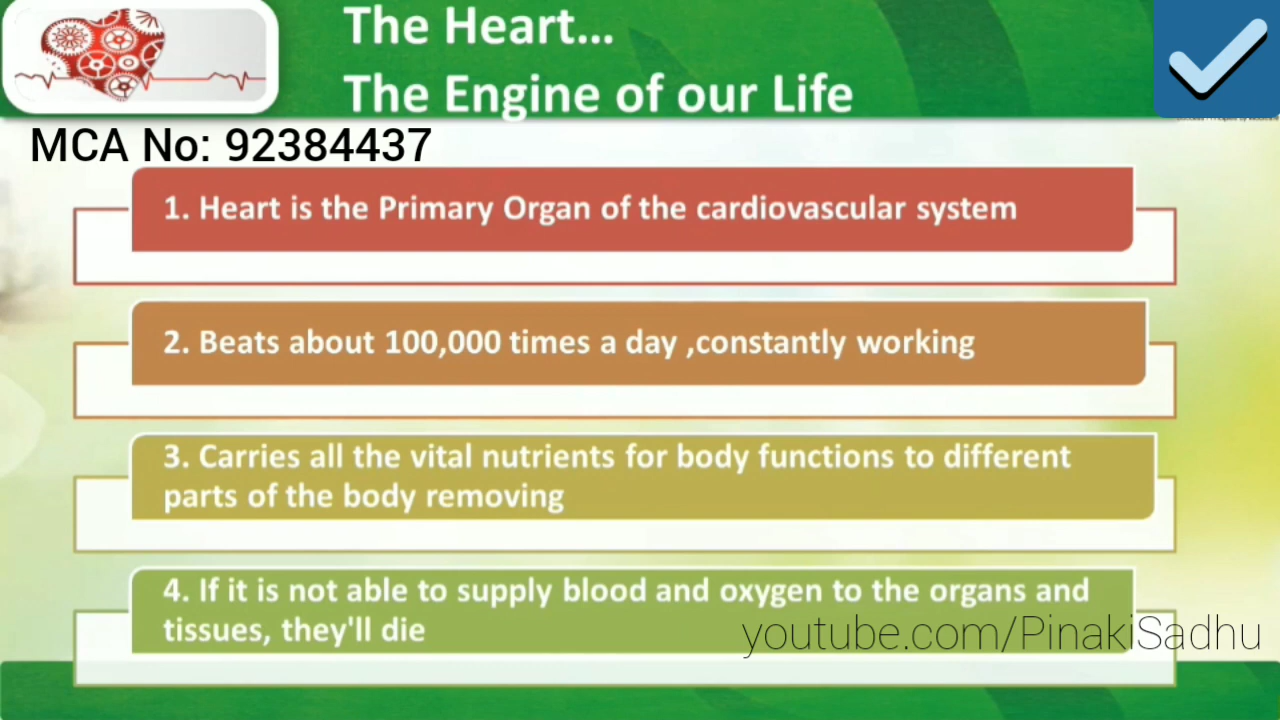 The Heart...
The Engine of our Life
MCA No: 92384437
1. Heart is the Primary Organ of the cardiovascular system
2. Beats about 100,000 times a day ,constantly working
3. Carries all the vital nutrients for body functions to different
parts of the body removing
4. If it is not able to supply blood and oxygen to the organs and
tissues, they'll die
youtube.com/PinakiSadhu